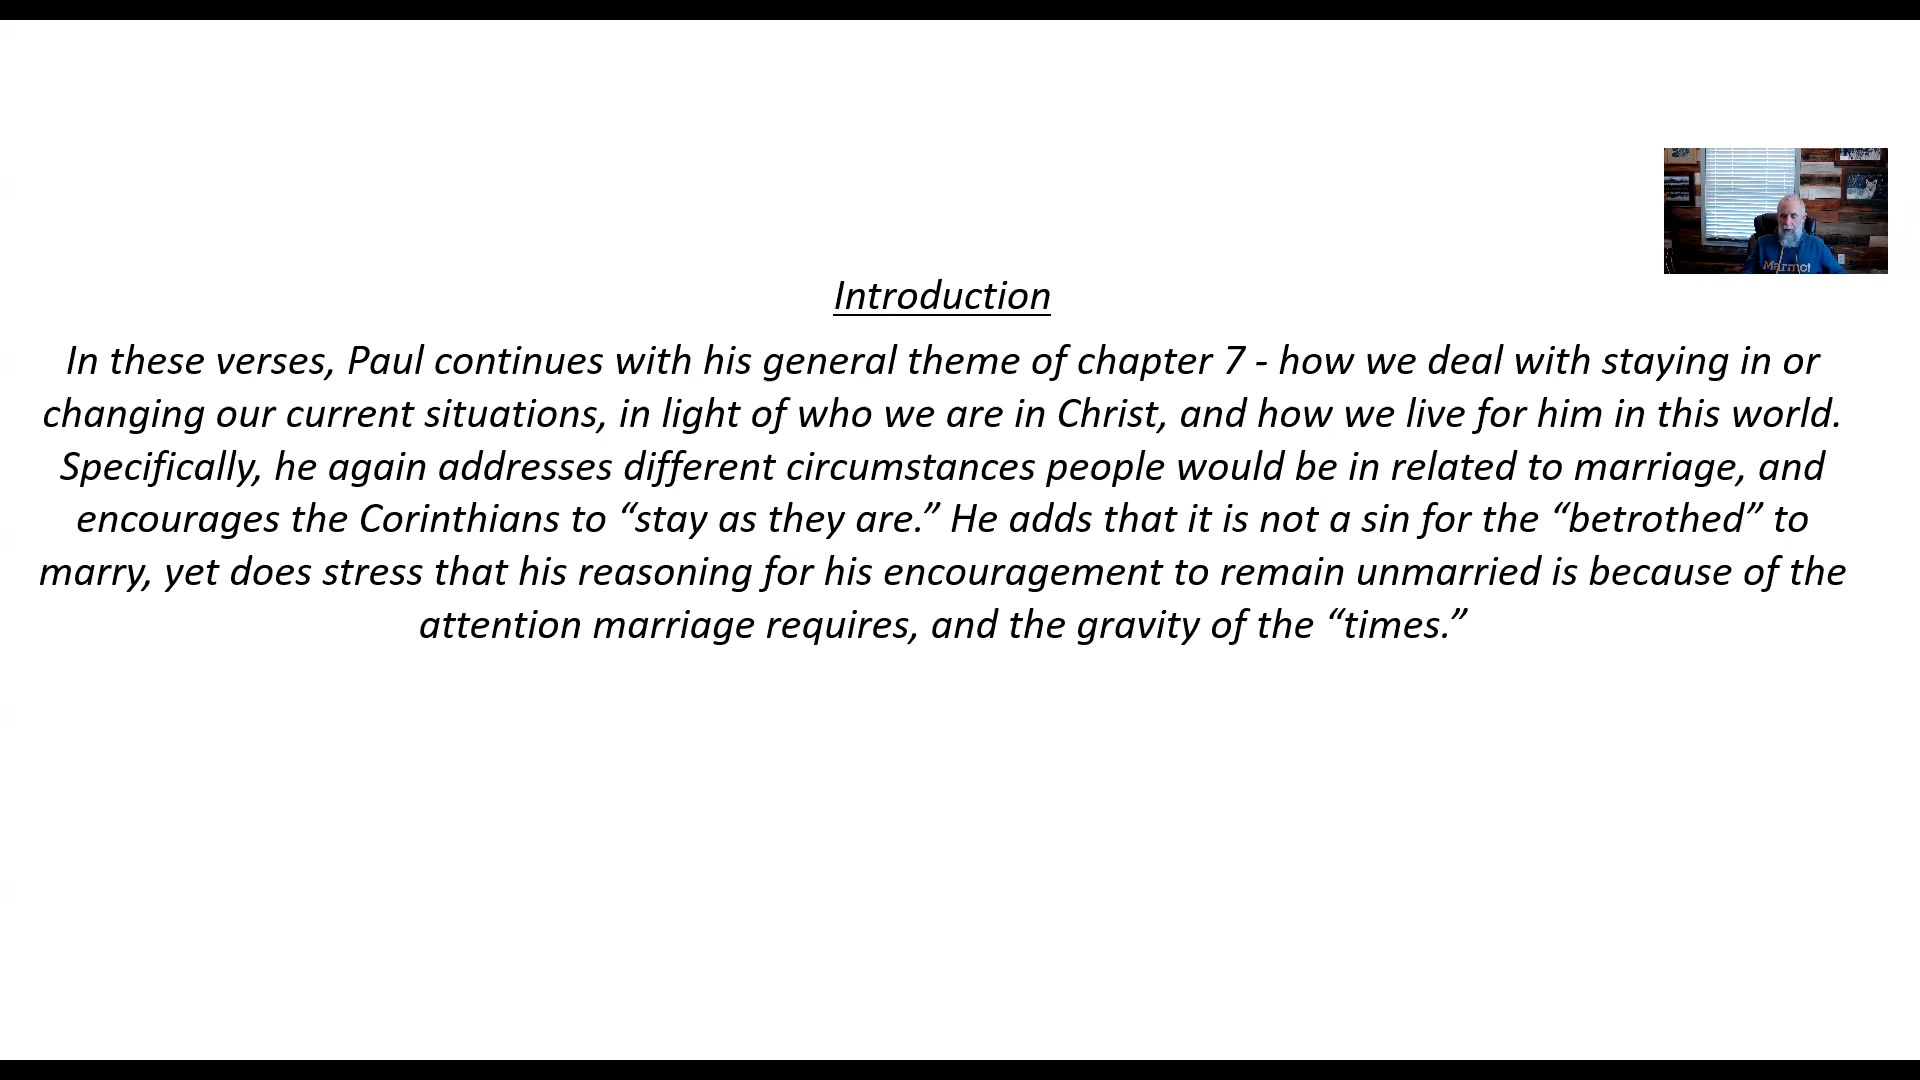 Introduction
In these verses, Paul continues with his general theme of chapter 7 - how we deal with staying in or
changing our current situations, in light of who we are in Christ, and how we live for him in this world.
Specifically, he again addresses different circumstances people would be in related to marriage, and
encourages the Corinthians to “stay as they are.” He adds that it is not a sin for the “betrothed” to
marry, yet does stress that his reasoning for his encouragement to remain unmarried is because of the
attention marriage requires, and the gravity of the “times.”
Marmot